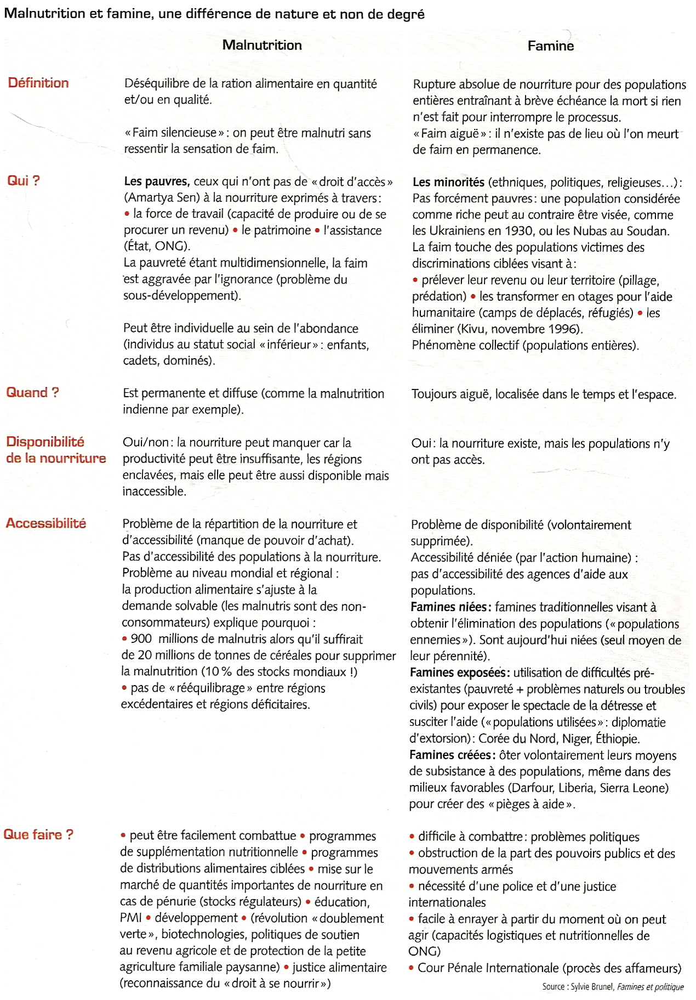 Malnutrition et famine, une différence de nature et non de degré
Malnutrition
Famine
Définition
Déséquilibre de la ration alimentaire en quantité
et/ou en qualité.
« Faim silencieuse » : on peut être malnutri sans
ressentir la sensation de faim.
Rupture absolue de nourriture pour des populations
entières entraînant à brève échéance la mort si rien
n'est fait pour interrompre le processus.
« Faim aiguë » : il n'existe pas de lieu où l'on meurt
de faim en permanence.
Qui ?
Les pauvres, ceux qui n'ont pas de « droit d'accès »
(Amartya Sen) à la nourriture exprimés à travers :
• la force de travail (capacité de produire ou de se
procurer un revenu) • le patrimoine • l'assistance
(État, ONG).
La pauvreté étant multidimensionnelle, la faim
est aggravée par l'ignorance (problème du
sous-développement).
Peut être individuelle au sein de l'abondance
(individus au statut social « inférieur » : enfants,
cadets, dominés).
Les minorités (ethniques, politiques, religieuses...) :
Pas forcément pauvres : une population considérée
comme riche peut au contraire être visée, comme
les Ukrainiens en 1930, ou les Nubas au Soudan.
La faim touche des populations victimes des
discriminations ciblées visant à :
• prélever leur revenu ou leur territoire (pillage,
prédation) • les transformer en otages pour l'aide
humanitaire (camps de déplacés, réfugiés) • les
éliminer (Kivu, novembre 1996).
Phénomène collectif (populations entières).
Quand ?
Est permanente et diffuse (comme la malnutrition
indienne par exemple).
Toujours aiguë, localisée dans le temps et l'espace.
Disponibilité
de la nourriture
Oui/non : la nourriture peut manquer car la
productivité peut être insuffisante, les régions
enclavées, mais elle peut être aussi disponible mais
inaccessible.
Oui : la nourriture existe, mais les populations n'y
ont pas accès.
Accessibilité
Problème de la répartition de la nourriture et
d'accessibilité (manque de pouvoir d'achat).
Pas d'accessibilité des populations à la nourriture.
Problème au niveau mondial et régional :
la production alimentaire s'ajuste à la
demande solvable (les malnutris sont des non-
consommateurs) explique pourquoi :
• 900 millions de malnutris alors qu'il suffirait
de 20 millions de tonnes de céréales pour supprimer
la malnutrition (10 % des stocks mondiaux !)
• pas de « rééquilibrage » entre régions
excédentaires et régions déficitaires.
Problème de disponibilité (volontairement
supprimée).
Accessibilité déniée (par l'action humaine) :
pas d'accessibilité des agences d'aide aux
populations.
Famines niées : famines traditionnelles visant à
obtenir l'élimination des populations (« populations
ennemies »). Sont aujourd'hui niées (seul moyen de
leur pérennité).
Famines exposées : utilisation de difficultés pré-
existantes (pauvreté + problèmes naturels ou troubles
civils) pour exposer le spectacle de la détresse et
susciter l'aide (« populations utilisées » : diplomatie
d'extorsion) : Corée du Nord, Niger, Éthiopie.
Famines créées : ôter volontairement leurs moyens
de subsistance à des populations, même dans des
milieux favorables (Darfour, Liberia, Sierra Leone)
pour créer des « pièges à aide ».
Que faire ?
• peut être facilement combattue • programmes
de supplémentation nutritionnelle • programmes
de distributions alimentaires ciblées • mise sur le
marché de quantités importantes de nourriture en
cas de pénurie (stocks régulateurs) • éducation,
PMI • développement • (révolution « doublement
verte », biotechnologies, politiques de soutien
au revenu agricole et de protection de la petite
agriculture familiale paysanne) • justice alimentaire
(reconnaissance du « droit à se nourrir »)
• difficile à combattre : problèmes politiques
• obstruction de la part des pouvoirs publics et des
mouvements armés
• nécessité d'une police et d'une justice
internationales
• facile à enrayer à partir du moment où on peut
agir (capacités logistiques et nutritionnelles de
ONG)
• Cour Pénale Internationale (procès des affameurs)
Source : Sylvie Brunel, Famines et politique